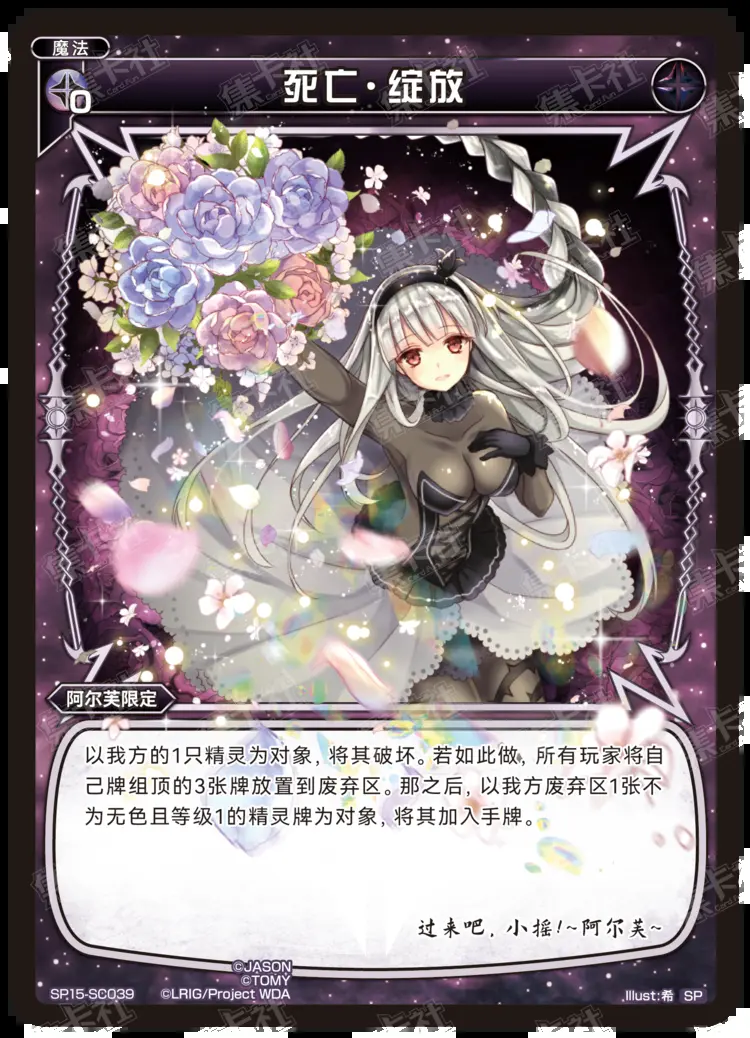 魔法
0
死亡·绽放
阿尔芙限定
以我方的1只精灵为对象，将其破坏。若如此做，所有玩家将自
己牌组顶的3张牌放置到废弃区。那之后，以我方废弃区1张不
为无色且等级1的精灵牌为对象，将其加入手牌。
过来吧，小摇！~阿尔芙~
©JASON
©TOMY
SP.15-SC039 ©LRIG/Project WDA Illust:希 SP
集卡社